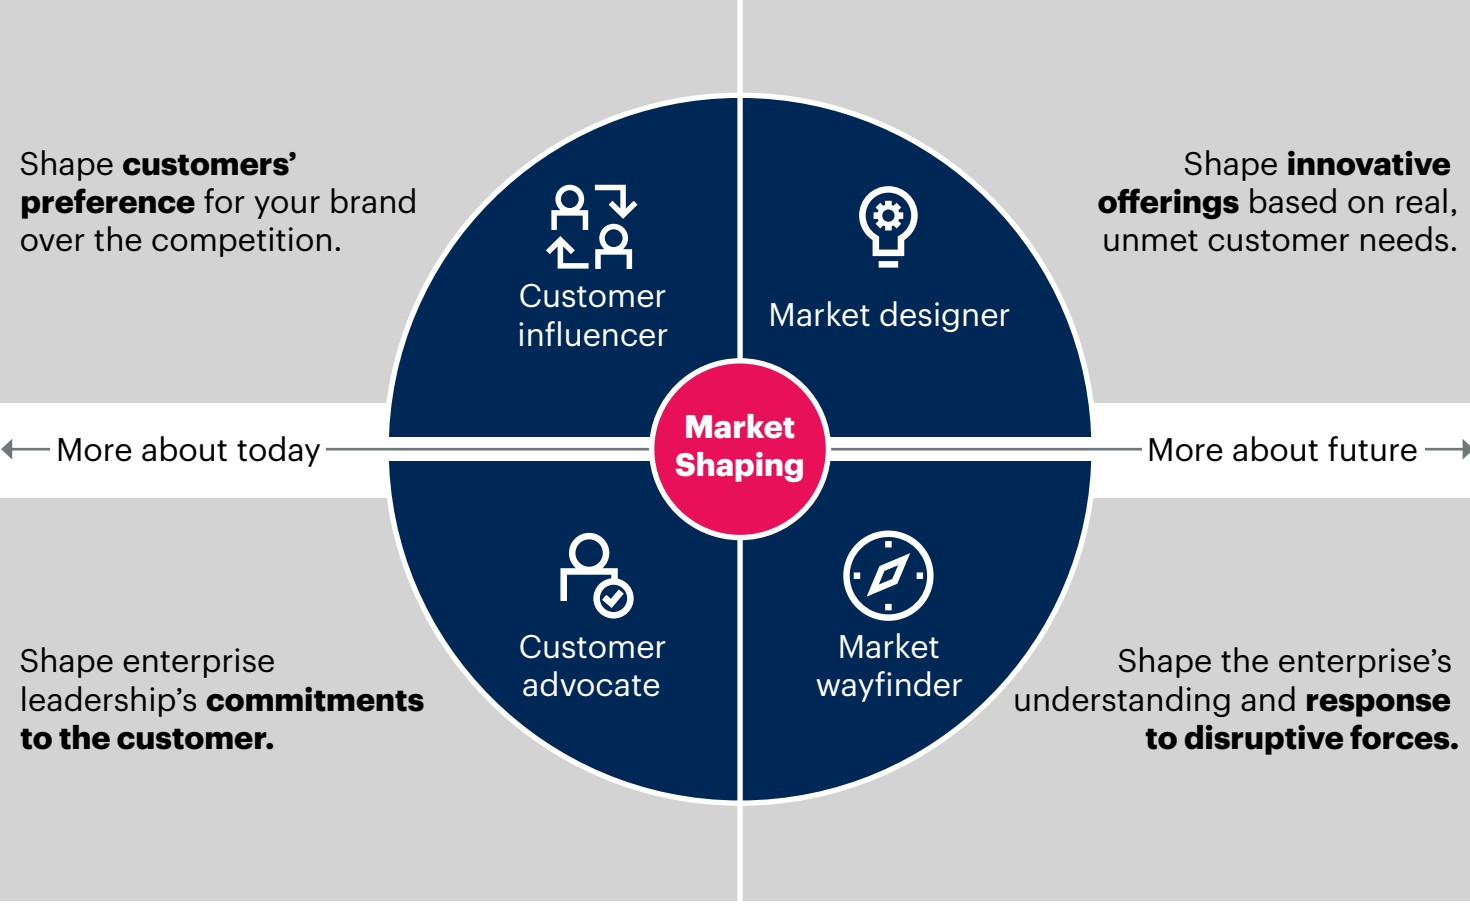 Shape customers’
preference for your brand
over the competition.
Customer
influencer
Market designer
Shape innovative
offerings based on real,
unmet customer needs.
More about today
Market
Shaping
More about future
Shape enterprise
leadership’s commitments
to the customer.
Customer
advocate
Market
wayfinder
Shape the enterprise’s
understanding and response
to disruptive forces.